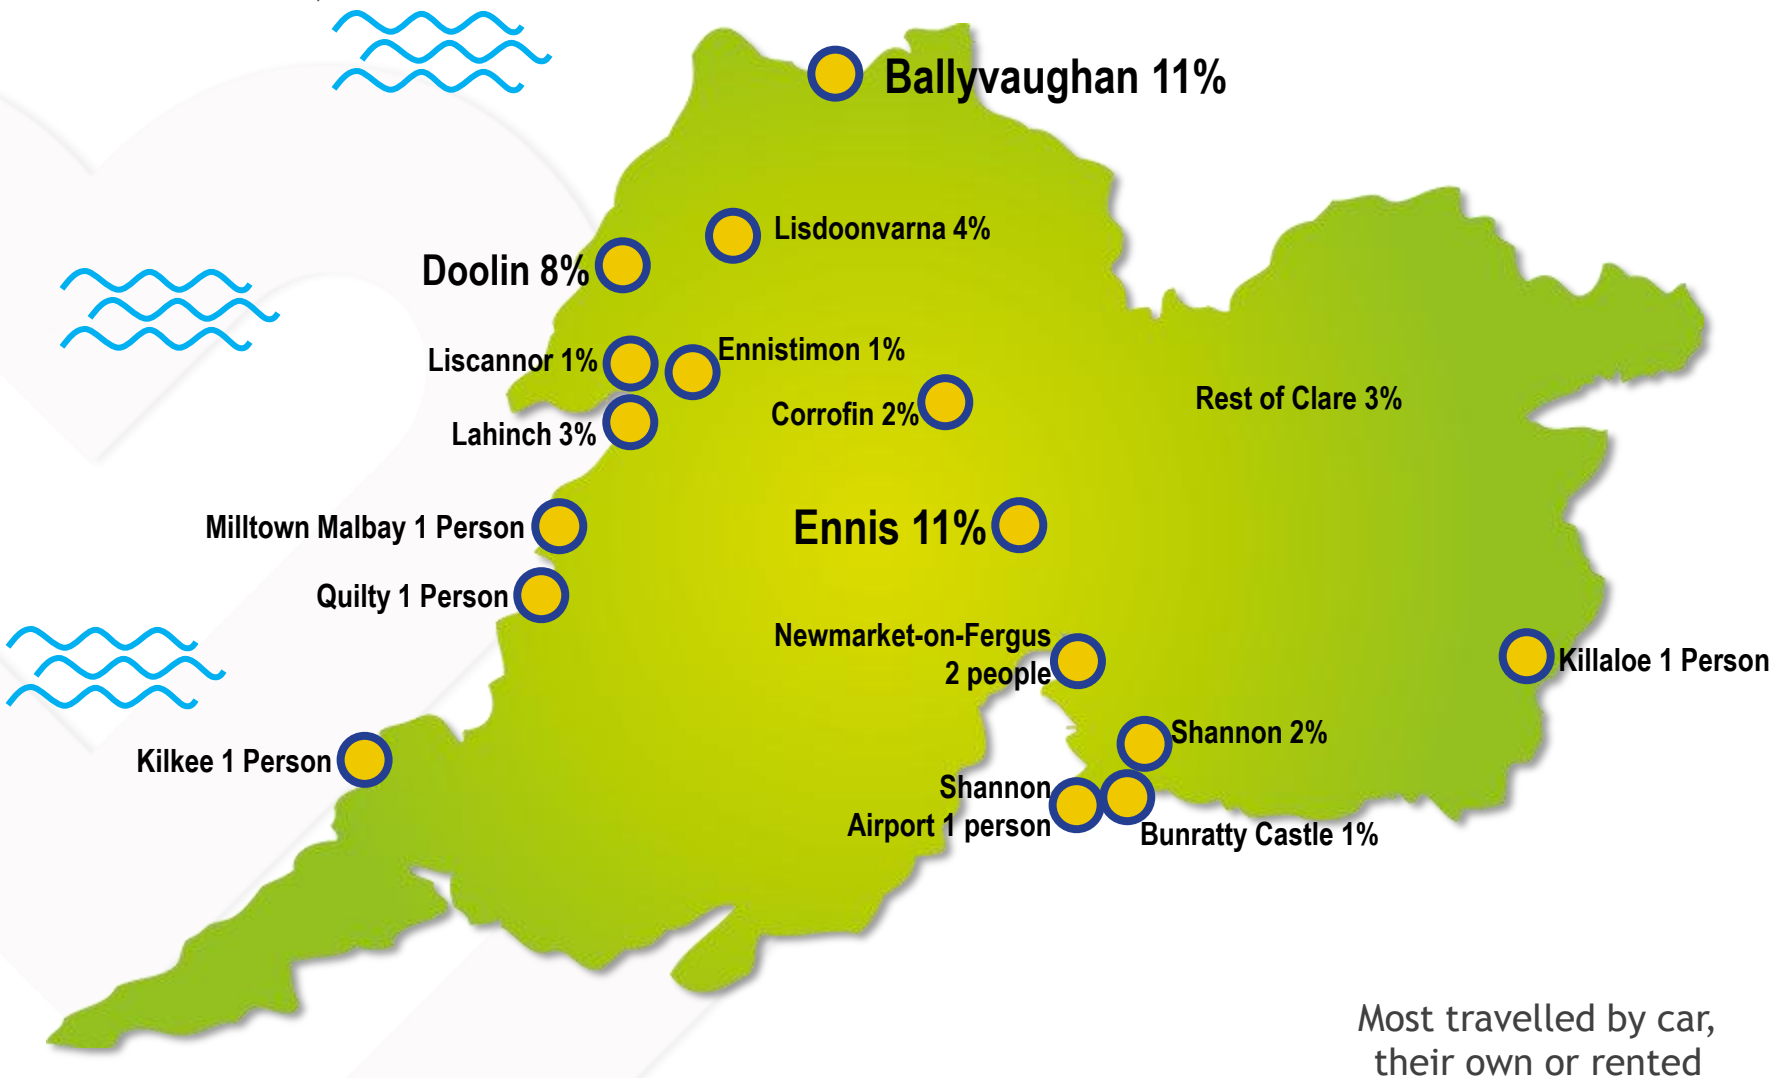 Ballyvaughan 11%
Lisdoonvarna 4%
Doolin 8%
Ennistimon 1%
Liscannor 1%
Rest of Clare 3%
Corrofin 2%
Lahinch 3%
Milltown Malbay 1 Person
Ennis 11%
Quilty 1 Person
Newmarket-on-Fergus
2 people
Killaloe 1 Person
Shannon 2%
Kilkee 1 Person
Shannon
Airport 1 person
Bunratty Castle 1%
Most travelled by car,
their own or rented